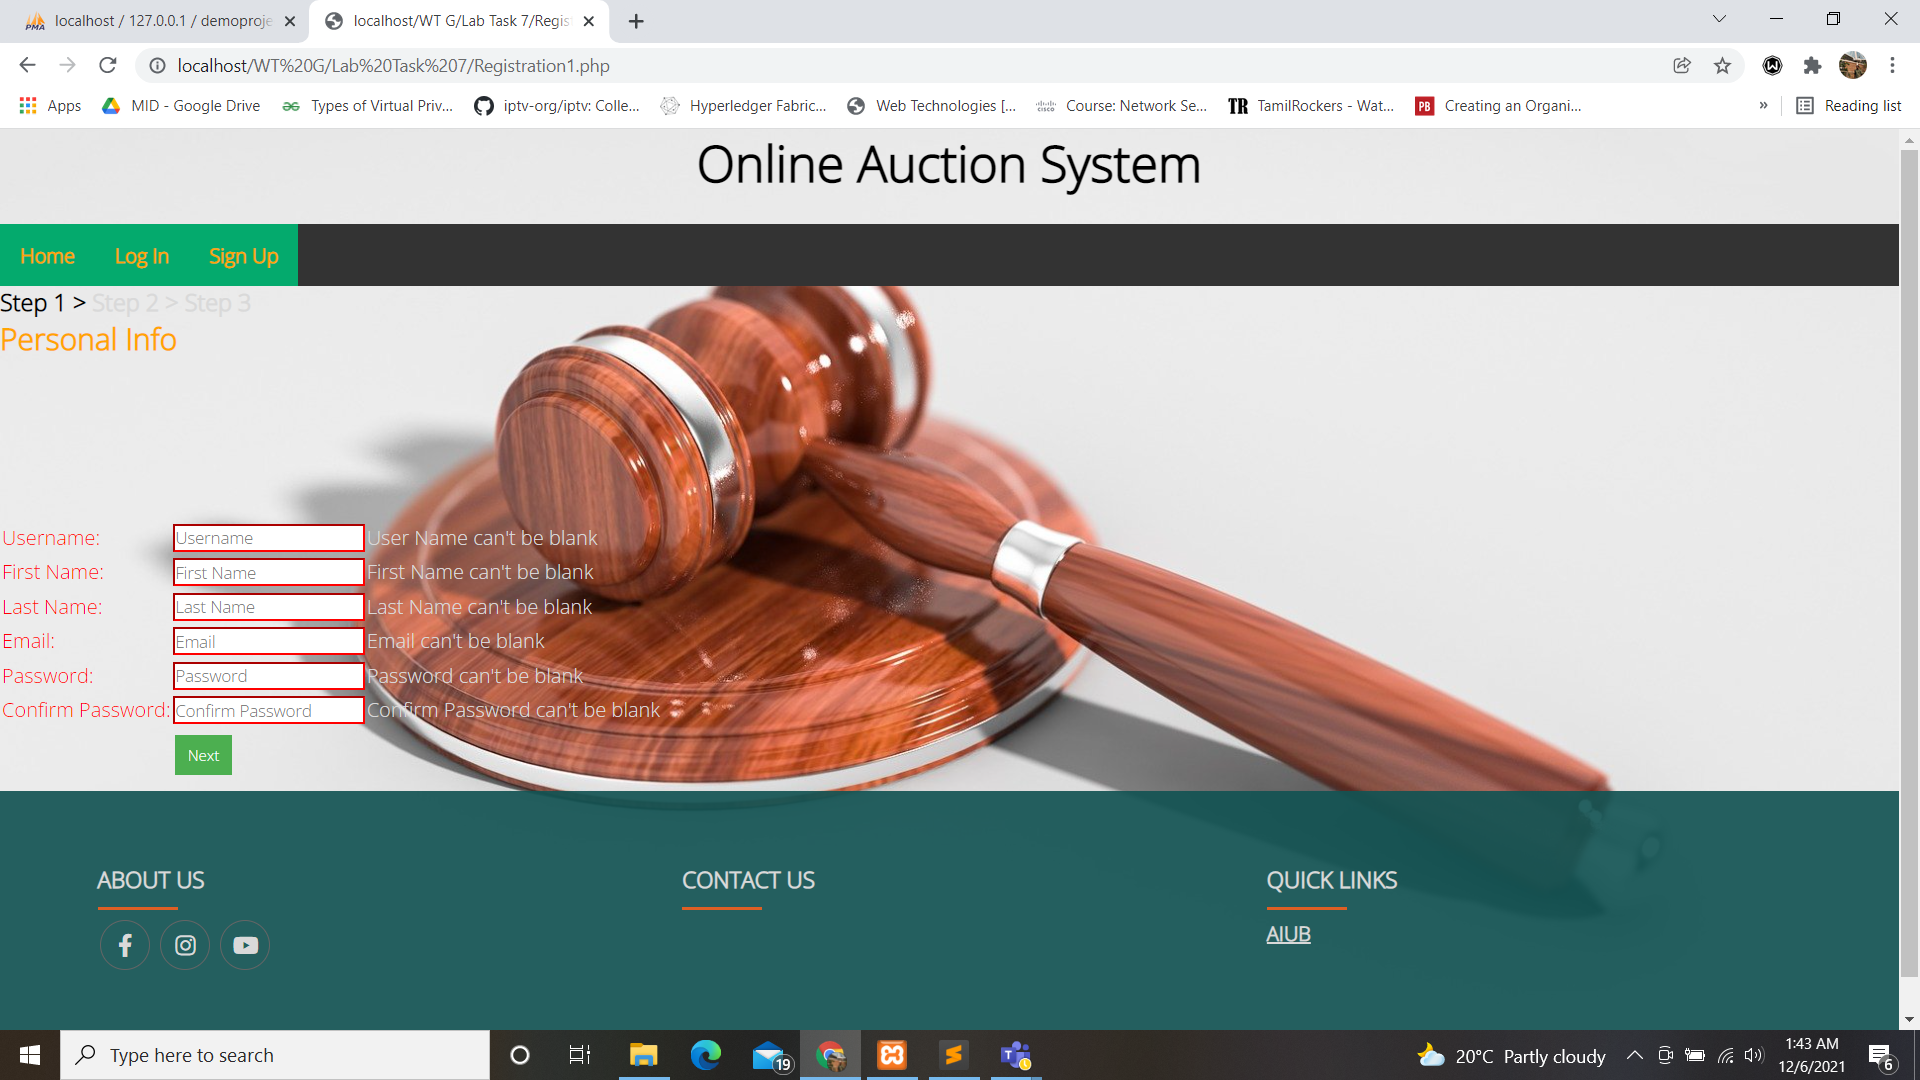 PMA localhost / 127.0.0.1 / demoproje
localhost/WT G/Lab Task 7/Regis
localhost/WT%20G/Lab%20Task%207/Registration1.php
Apps
MID - Google Drive
Types of Virtual Priv...
iptv-org/iptv: Colle...
Hyperledger Fabric...
Web Technologies [...
Course: Network Se...
TR TamilRockers - Wat...
PB Creating an Organi...
»
Reading list
Online Auction System
Home Log In Sign Up
Step 1 > Step 2 > Step 3
Personal Info
Username: Username User Name can't be blank
First Name: First Name First Name can't be blank
Last Name: Last Name Last Name can't be blank
Email: Email Email can't be blank
Password: Password Password can't be blank
Confirm Password: Confirm Password Confirm Password can't be blank
Next
ABOUT US
CONTACT US
QUICK LINKS
AIUB
Type here to search
19
20°C Partly cloudy
1:43 AM
12/6/2021
6